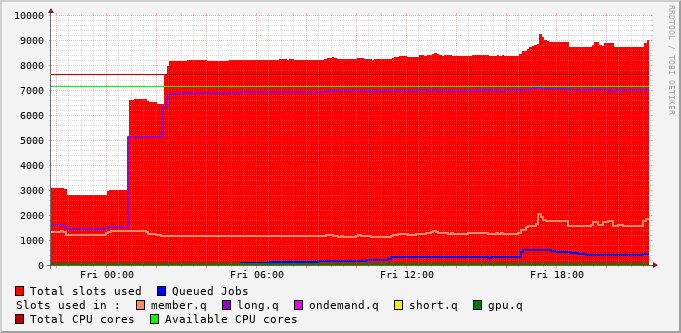 10000
9000
8000
7000
6000
5000
4000
3000
2000
1000
0
Fri 00:00 Fri 06:00 Fri 12:00 Fri 18:00
RRDTOOL / TOBI OETIKER
Total slots used Queued Jobs
Slots used in : member.q long.q ondemand.q short.q gpu.q
Total CPU cores Available CPU cores